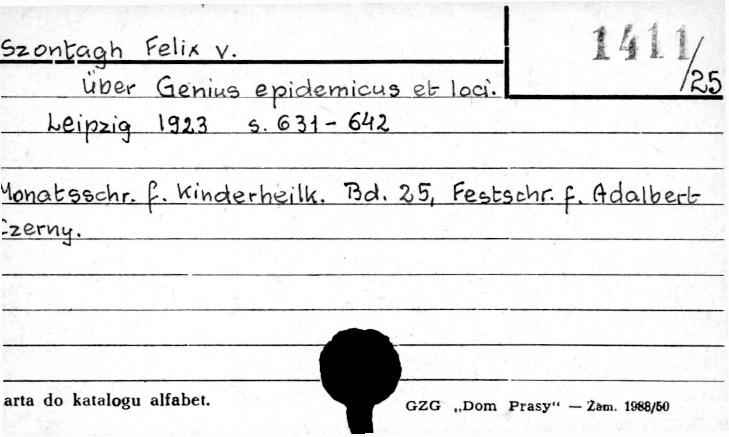 Szontagh Felix v.
1411/25
Über Genius epidemicus et loci.
Leipzig 1923 s. 631-642
Monatsschr. f. Kinderheilk. Bd. 25, Festschr. f. Adalbert
Czerny.
arta do katalogu alfabet.
GZG „Dom Prasy“ — Zam. 1988/50